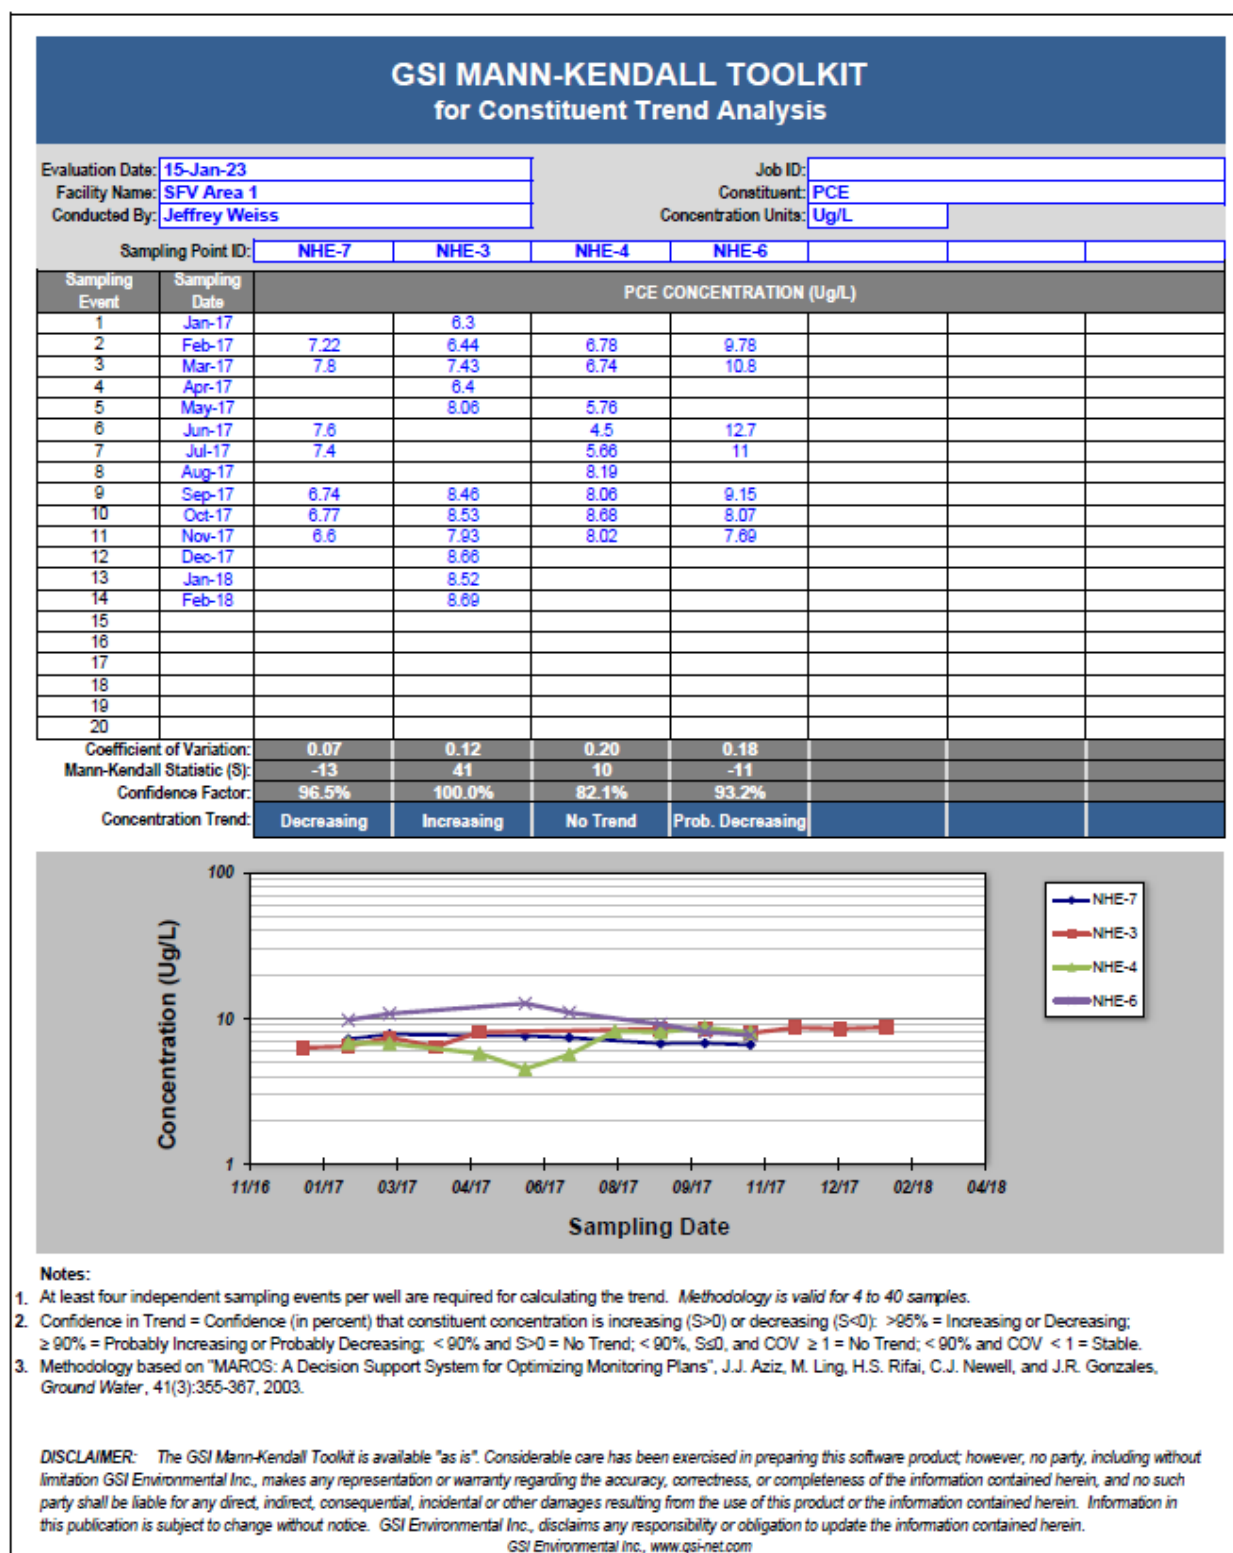 GSI MANN-KENDALL TOOLKIT
for Constituent Trend Analysis
Evaluation Date: 15-Jan-23 Job ID:
Facility Name: SFV Area 1 Constituent: PCE
Conducted By: Jeffrey Weiss Concentration Units: Ug/L
Sampling Point ID: NHE-7 NHE-3 NHE-4 NHE-6
Sampling Event Sampling Date PCE CONCENTRATION (Ug/L)
1 Jan-17 6.3
2 Feb-17 7.22 6.44 6.78 9.78
3 Mar-17 7.8 7.43 6.74 10.8
4 Apr-17 6.4
5 May-17 8.06 5.76
6 Jun-17 7.6 4.5 12.7
7 Jul-17 7.4 5.66 11
8 Aug-17 8.19
9 Sep-17 6.74 8.46 8.06 9.15
10 Oct-17 6.77 8.53 8.68 8.07
11 Nov-17 6.6 7.93 8.02 7.69
12 Dec-17 8.66
13 Jan-18 8.52
14 Feb-18 8.69
15
16
17
18
19
20
Coefficient of Variation: 0.07 0.12 0.20 0.18
Mann-Kendall Statistic (S): -13 41 10 -11
Confidence Factor: 96.5% 100.0% 82.1% 93.2%
Concentration Trend: Decreasing Increasing No Trend Prob. Decreasing
100
10
1
Concentration (Ug/L)
11/16 01/17 03/17 04/17 06/17 08/17 09/17 11/17 12/17 02/18 04/18
Sampling Date
NHE-7
NHE-3
NHE-4
NHE-6
Notes:
1. At least four independent sampling events per well are required for calculating the trend. Methodology is valid for 4 to 40 samples.
2. Confidence in Trend = Confidence (in percent) that constituent concentration is increasing (S>0) or decreasing (S<0): >95% = Increasing or Decreasing;
≥ 90% = Probably Increasing or Probably Decreasing; < 90% and S>0 = No Trend; < 90%, S≤0, and COV ≥ 1 = No Trend; < 90% and COV < 1 = Stable.
3. Methodology based on "MAROS: A Decision Support System for Optimizing Monitoring Plans", J.J. Aziz, M. Ling, H.S. Rifai, C.J. Newell, and J.R. Gonzales,
Ground Water, 41(3):355-367, 2003.
DISCLAIMER: The GSI Mann-Kendall Toolkit is available "as is". Considerable care has been exercised in preparing this software product; however, no party, including without
limitation GSI Environmental Inc., makes any representation or warranty regarding the accuracy, correctness, or completeness of the information contained herein, and no such
party shall be liable for any direct, indirect, consequential, incidental or other damages resulting from the use of this product or the information contained herein. Information in
this publication is subject to change without notice. GSI Environmental Inc., disclaims any responsibility or obligation to update the information contained herein.
GSI Environmental Inc., www.gsi-net.com